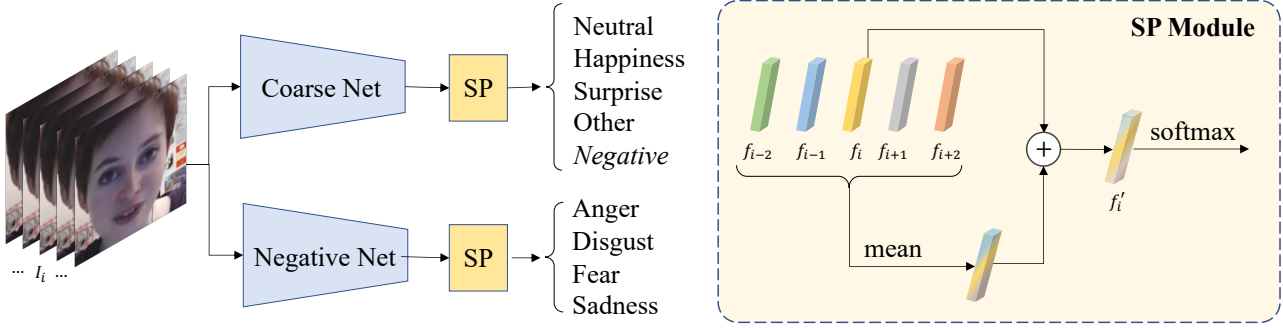 Coarse Net
SP
Neutral
Happiness
Surprise
Other
Negative
Negative Net
SP
Anger
Disgust
Fear
Sadness
... I_i ...
SP Module
f_{i-2} f_{i-1} f_i f_{i+1} f_{i+2}
+
f_i'
softmax
mean